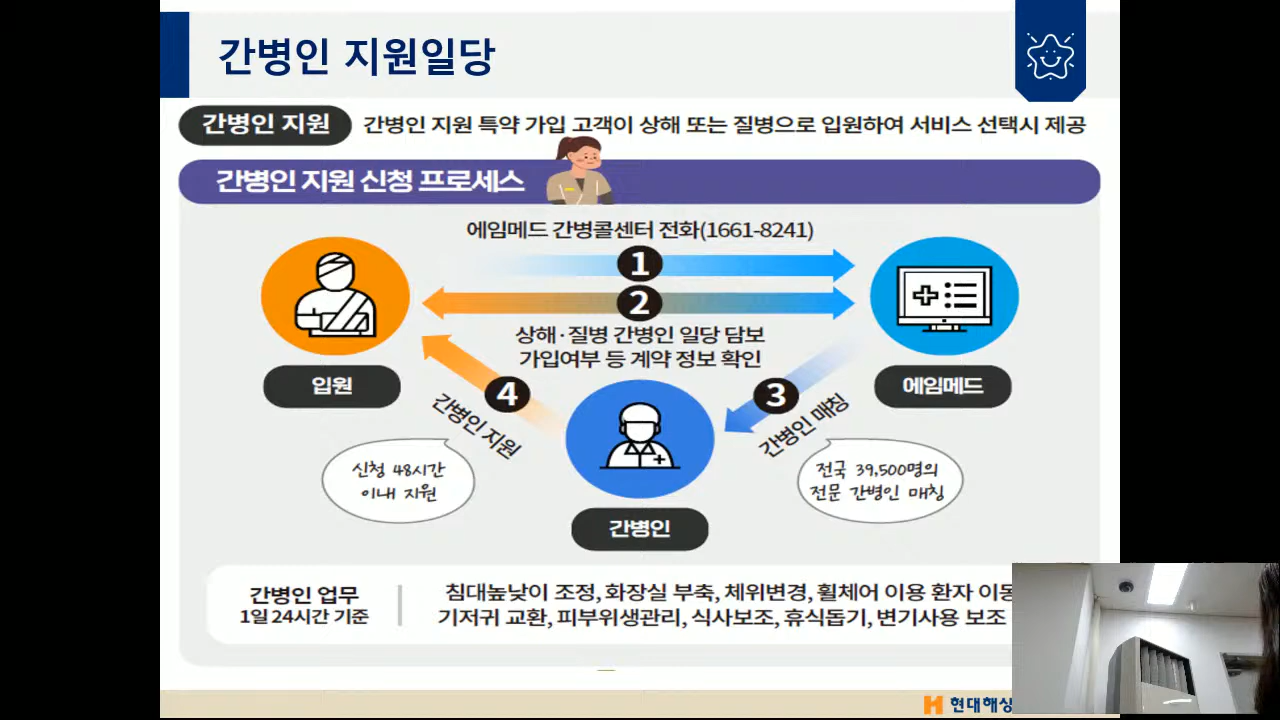 간병인 지원일당
간병인 지원 간병인 지원 특약 가입 고객이 상해 또는 질병으로 입원하여 서비스 선택시 제공
간병인 지원 신청 프로세스
에임메드 간병콜센터 전화(1661-8241)
1
2
상해·질병 간병인 일당 담보
가입여부 등 계약 정보 확인
입원
에임메드
4
3
간병인 지원
간병인 매칭
신청 48시간
이내 지원
전국 39,500명의
전문 간병인 매칭
간병인
간병인 업무
1일 24시간 기준
침대높낮이 조정, 화장실 부축, 체위변경, 휠체어 이용 환자 이동
기저귀 교환, 피부위생관리, 식사보조, 휴식돕기, 변기사용 보조
현대해상